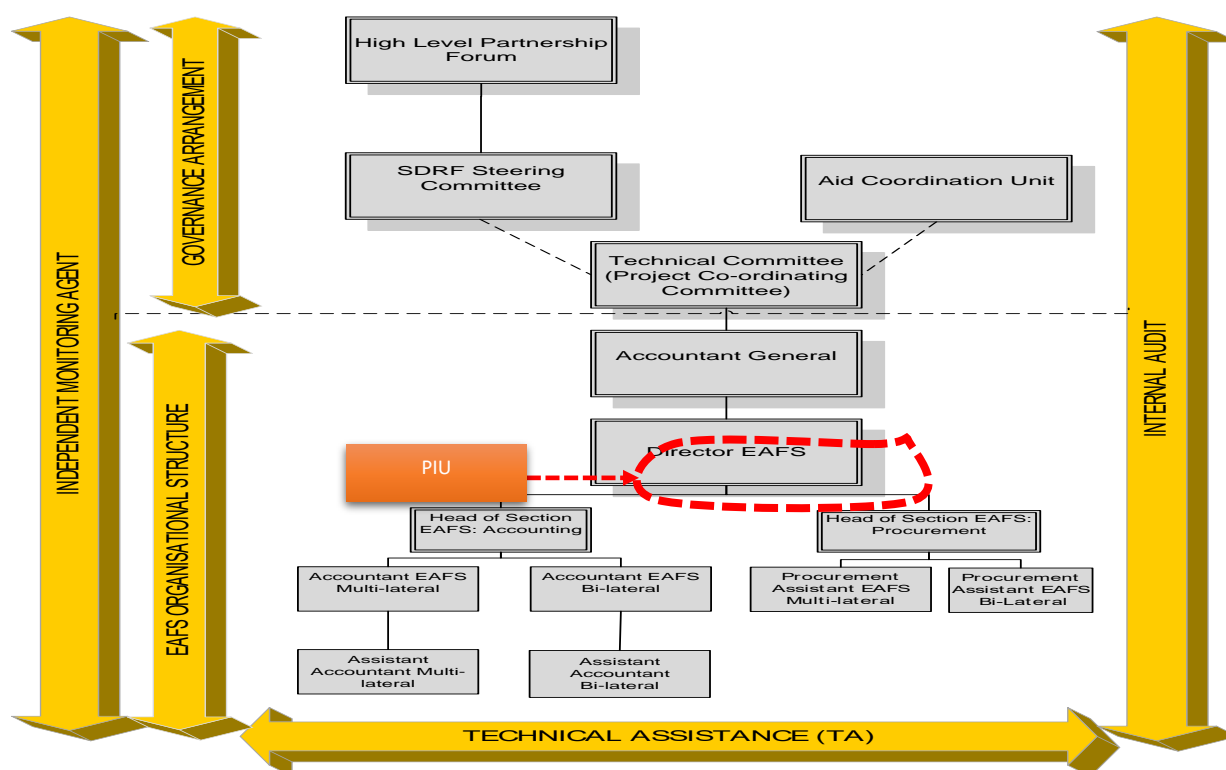 INDEPENDENT MONITORING AGENT
GOVERNANCE ARRANGEMENT
EAFS ORGANISATIONAL STRUCTURE
High Level Partnership
Forum
SDRF Steering
Committee
Aid Coordination Unit
Technical Committee
(Project Co-ordinating
Committee)
Accountant General
Director EAFS
PIU
Head of Section
EAFS: Accounting
Head of Section EAFS:
Procurement
Accountant EAFS
Multi-lateral
Accountant EAFS
Bi-lateral
Procurement
Assistant EAFS
Multi-lateral
Procurement
Assistant EAFS
Bi-Lateral
Assistant
Accountant Multi-
lateral
Assistant
Accountant
Bi-lateral
INTERNAL AUDIT
TECHNICAL ASSISTANCE (TA)